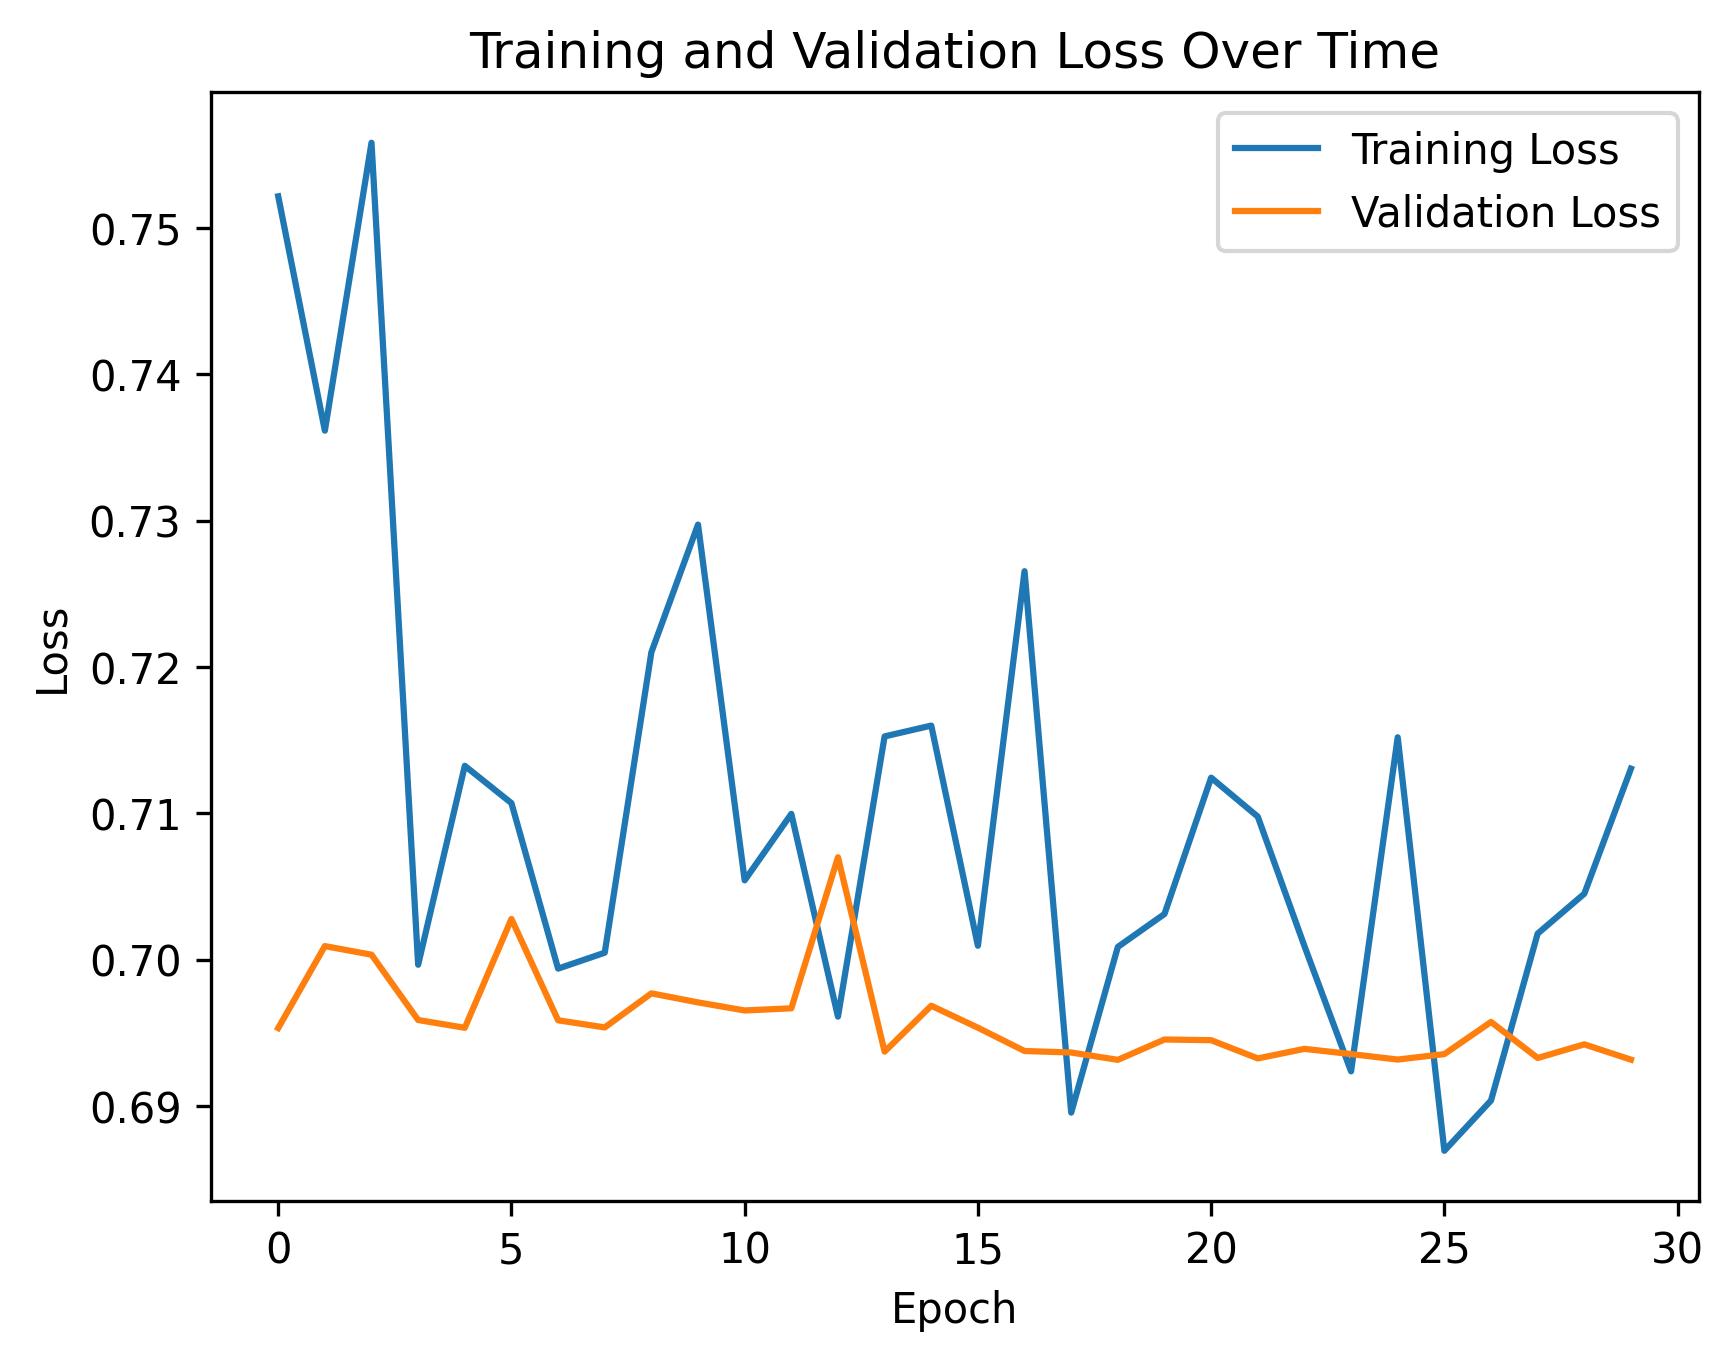 Training and Validation Loss Over Time
Training Loss
Validation Loss
Loss
0.75
0.74
0.73
0.72
0.71
0.70
0.69
0 5 10 15 20 25 30
Epoch